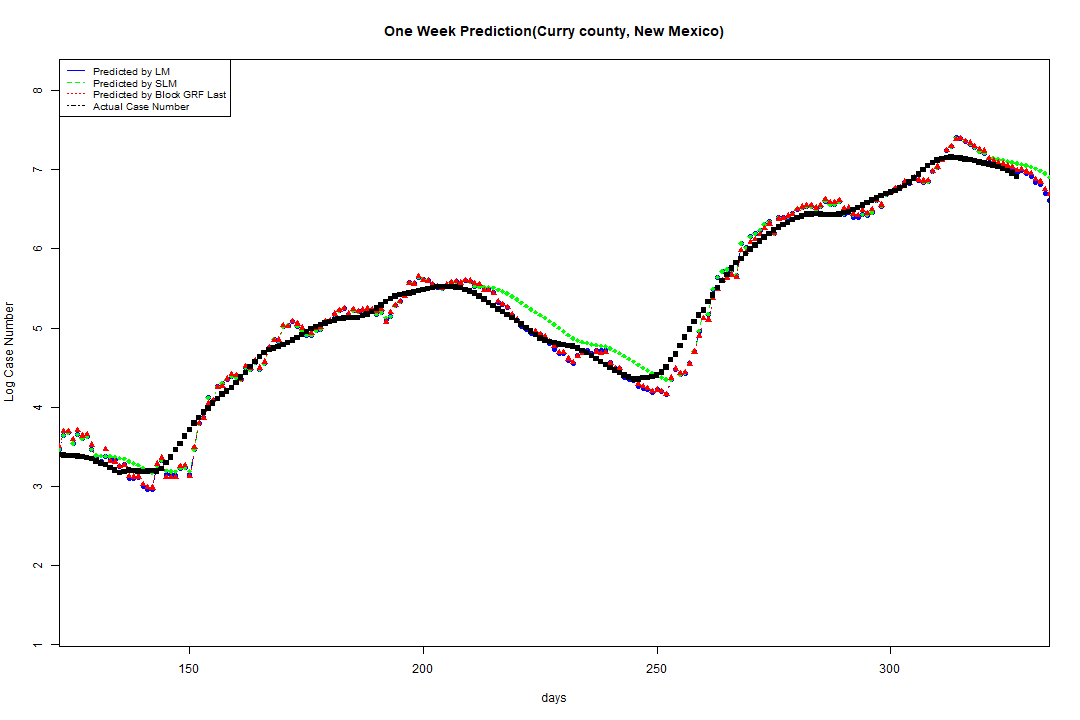 One Week Prediction(Curry county, New Mexico)
Predicted by LM
Predicted by SLM
Predicted by Block GRF Last
Actual Case Number
8
7
6
5
4
3
2
1
Log Case Number
150 200 250 300
days